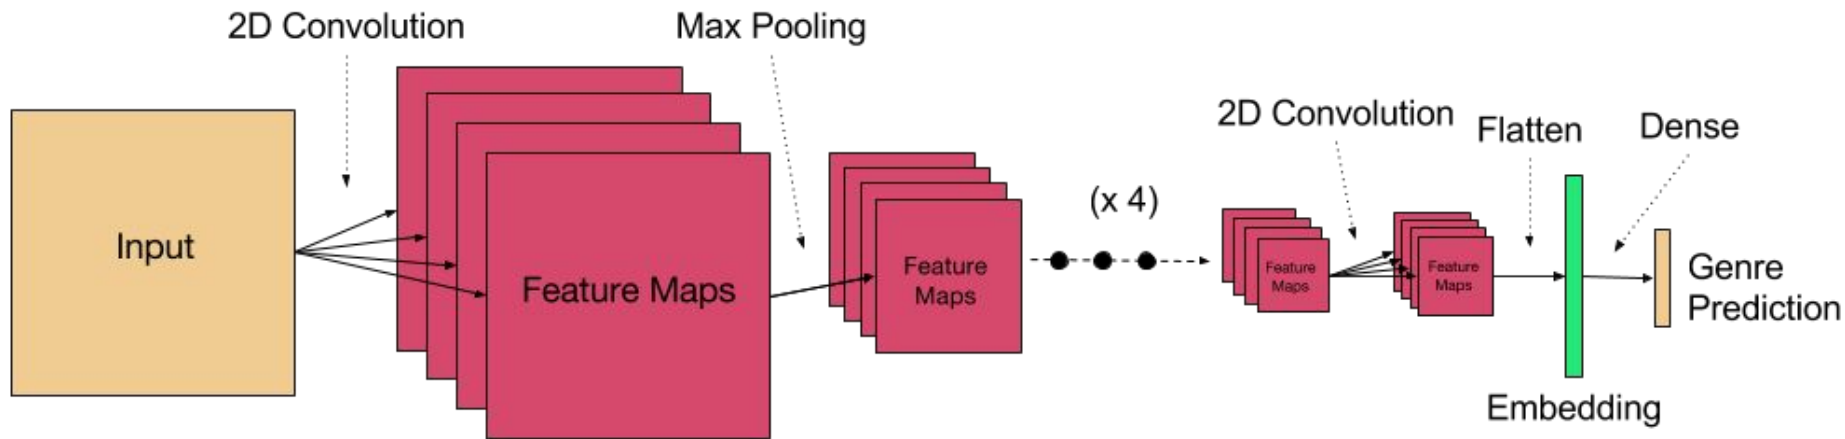 2D Convolution
Max Pooling
2D Convolution
Flatten
Dense
Input
Feature Maps
Feature
Maps
(x 4)
Feature
Maps
Feature
Maps
Genre
Prediction
Embedding